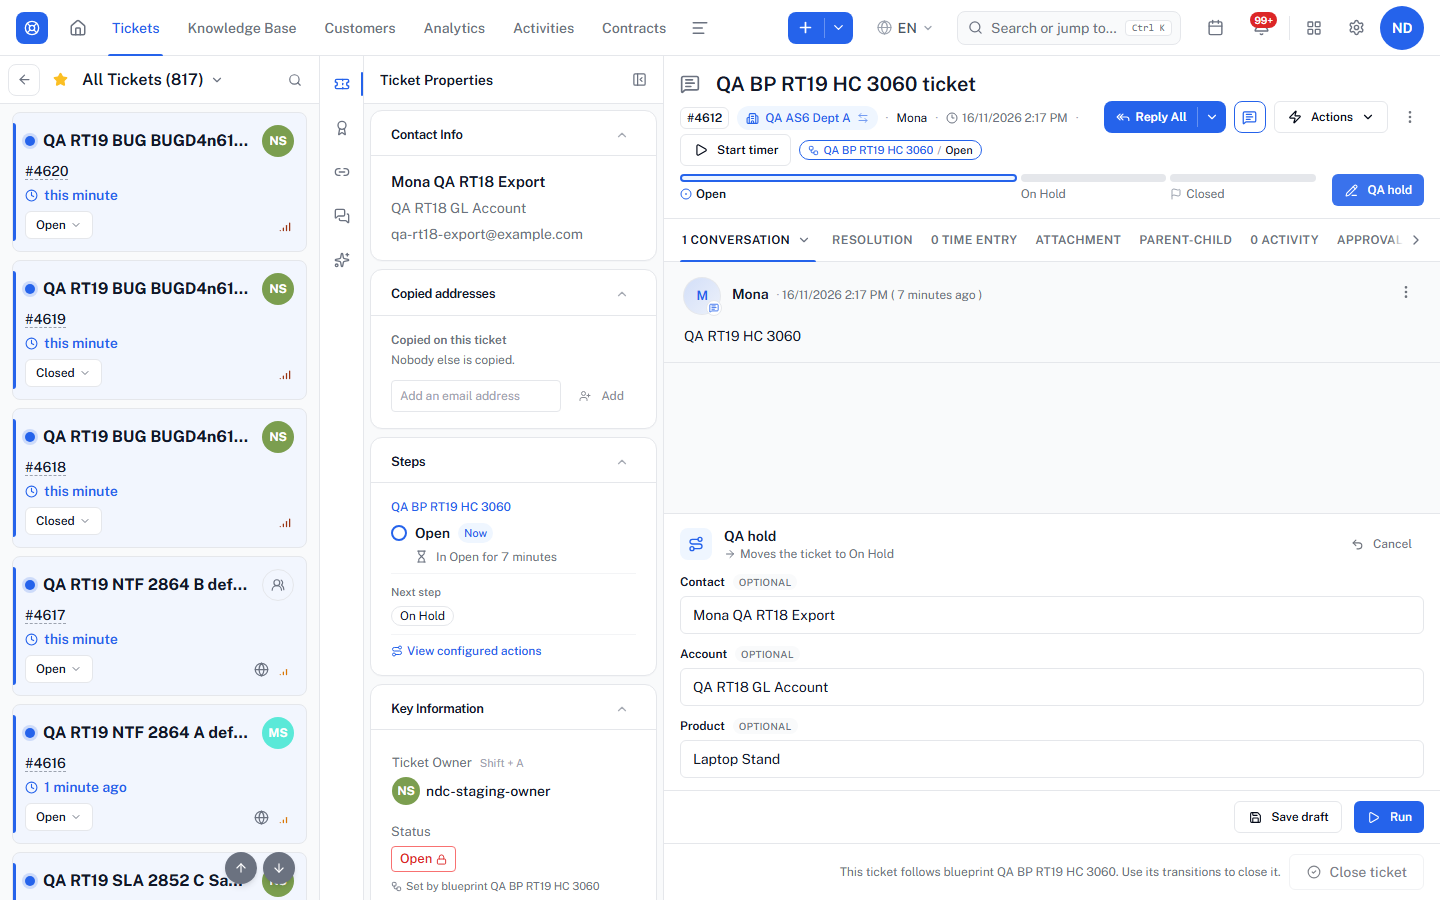 Tickets
Knowledge Base
Customers
Analytics
Activities
Contracts
EN
Search or jump to...
Ctrl K
99+
ND
All Tickets (817)
QA RT19 BUG BUGD4n61...
NS
#4620
this minute
Open
QA RT19 BUG BUGD4n61...
NS
#4619
this minute
Closed
QA RT19 BUG BUGD4n61...
NS
#4618
this minute
Closed
QA RT19 NTF 2864 B def...
#4617
this minute
Open
QA RT19 NTF 2864 A def...
MS
#4616
1 minute ago
Open
QA RT19 SLA 2852 C Sa...
Ticket Properties
Contact Info
Mona QA RT18 Export
QA RT18 GL Account
qa-rt18-export@example.com
Copied addresses
Copied on this ticket
Nobody else is copied.
Add an email address
Add
Steps
QA BP RT19 HC 3060
Open Now
In Open for 7 minutes
Next step
On Hold
View configured actions
Key Information
Ticket Owner Shift + A
NS ndc-staging-owner
Status
Open
Set by blueprint QA BP RT19 HC 3060
QA BP RT19 HC 3060 ticket
#4612 QA AS6 Dept A · Mona · 16/11/2026 2:17 PM ·
Reply All
Actions
Start timer
QA BP RT19 HC 3060 / Open
Open
On Hold
Closed
QA hold
1 CONVERSATION
RESOLUTION
0 TIME ENTRY
ATTACHMENT
PARENT-CHILD
0 ACTIVITY
APPROVAL
M
Mona · 16/11/2026 2:17 PM ( 7 minutes ago )
QA RT19 HC 3060
QA hold
Moves the ticket to On Hold
Cancel
Contact OPTIONAL
Mona QA RT18 Export
Account OPTIONAL
QA RT18 GL Account
Product OPTIONAL
Laptop Stand
Save draft
Run
This ticket follows blueprint QA BP RT19 HC 3060. Use its transitions to close it.
Close ticket